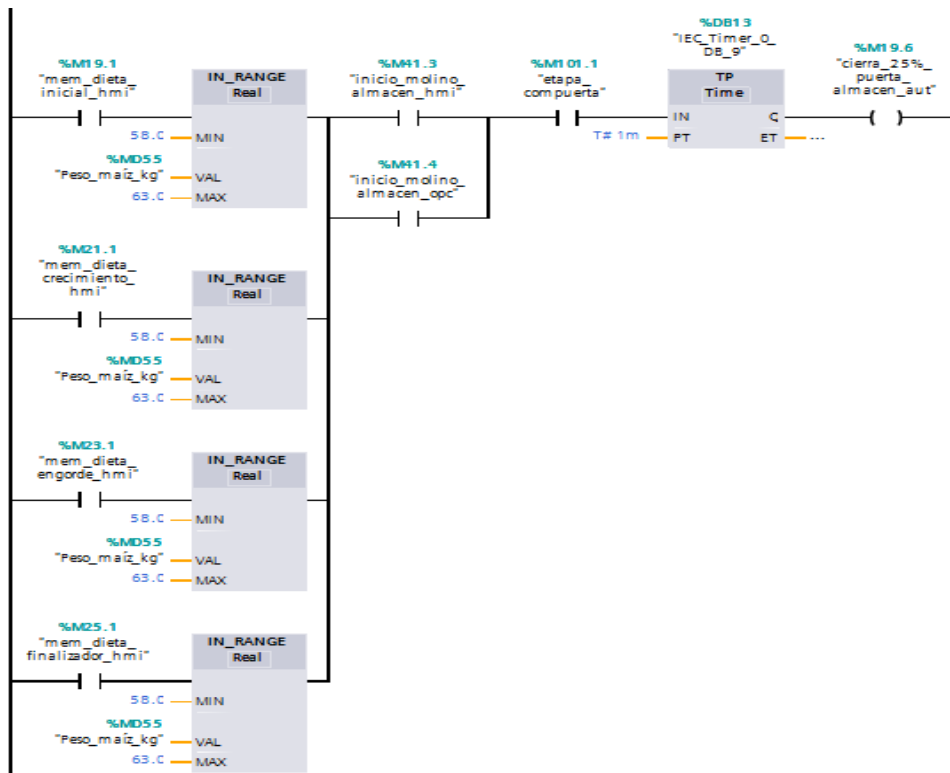 %M19.1
"mem_dieta_
inicial_hmi"
IN_RANGE
Real
58.0
MIN
%MD55
"Peso_maíz_kg"
VAL
63.0
MAX
%M41.3
"inicio_molino_
almacen_hmi"
%M41.4
"inicio_molino_
almacen_opc"
%M101.1
"etapa_
compuerta"
%DB13
"IEC_Timer_0_
DB_9"
TP
Time
IN
Q
T# 1m
PT
ET
...
%M19.6
"cierra_25%_
puerta_
almacen_aut"
%M21.1
"mem_dieta_
crecimiento_
hmi"
IN_RANGE
Real
58.0
MIN
%MD55
"Peso_maíz_kg"
VAL
63.0
MAX
%M23.1
"mem_dieta_
engorde_hmi"
IN_RANGE
Real
58.0
MIN
%MD55
"Peso_maíz_kg"
VAL
63.0
MAX
%M25.1
"mem_dieta_
finalizador_hmi"
IN_RANGE
Real
58.0
MIN
%MD55
"Peso_maíz_kg"
VAL
63.0
MAX